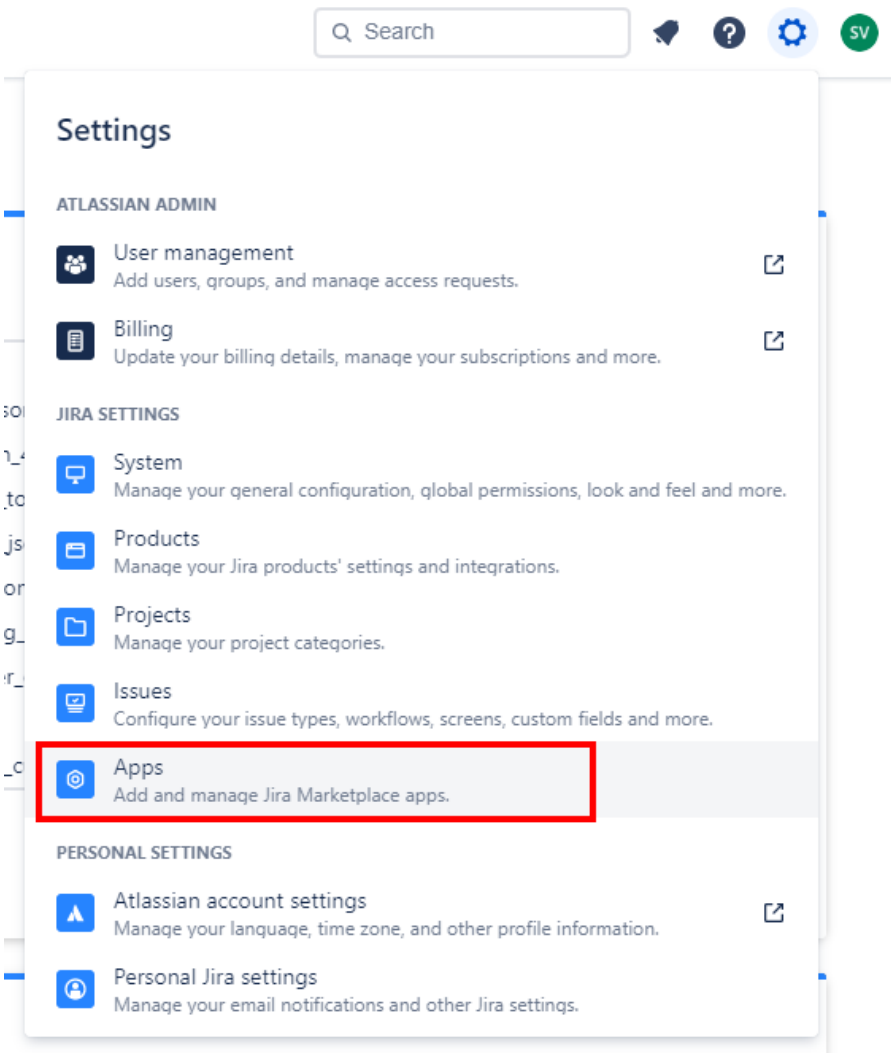 Search
SV
Settings
ATLASSIAN ADMIN
User management
Add users, groups, and manage access requests.
Billing
Update your billing details, manage your subscriptions and more.
JIRA SETTINGS
System
Manage your general configuration, global permissions, look and feel and more.
Products
Manage your Jira products' settings and integrations.
Projects
Manage your project categories.
Issues
Configure your issue types, workflows, screens, custom fields and more.
Apps
Add and manage Jira Marketplace apps.
PERSONAL SETTINGS
Atlassian account settings
Manage your language, time zone, and other profile information.
Personal Jira settings
Manage your email notifications and other Jira settings.